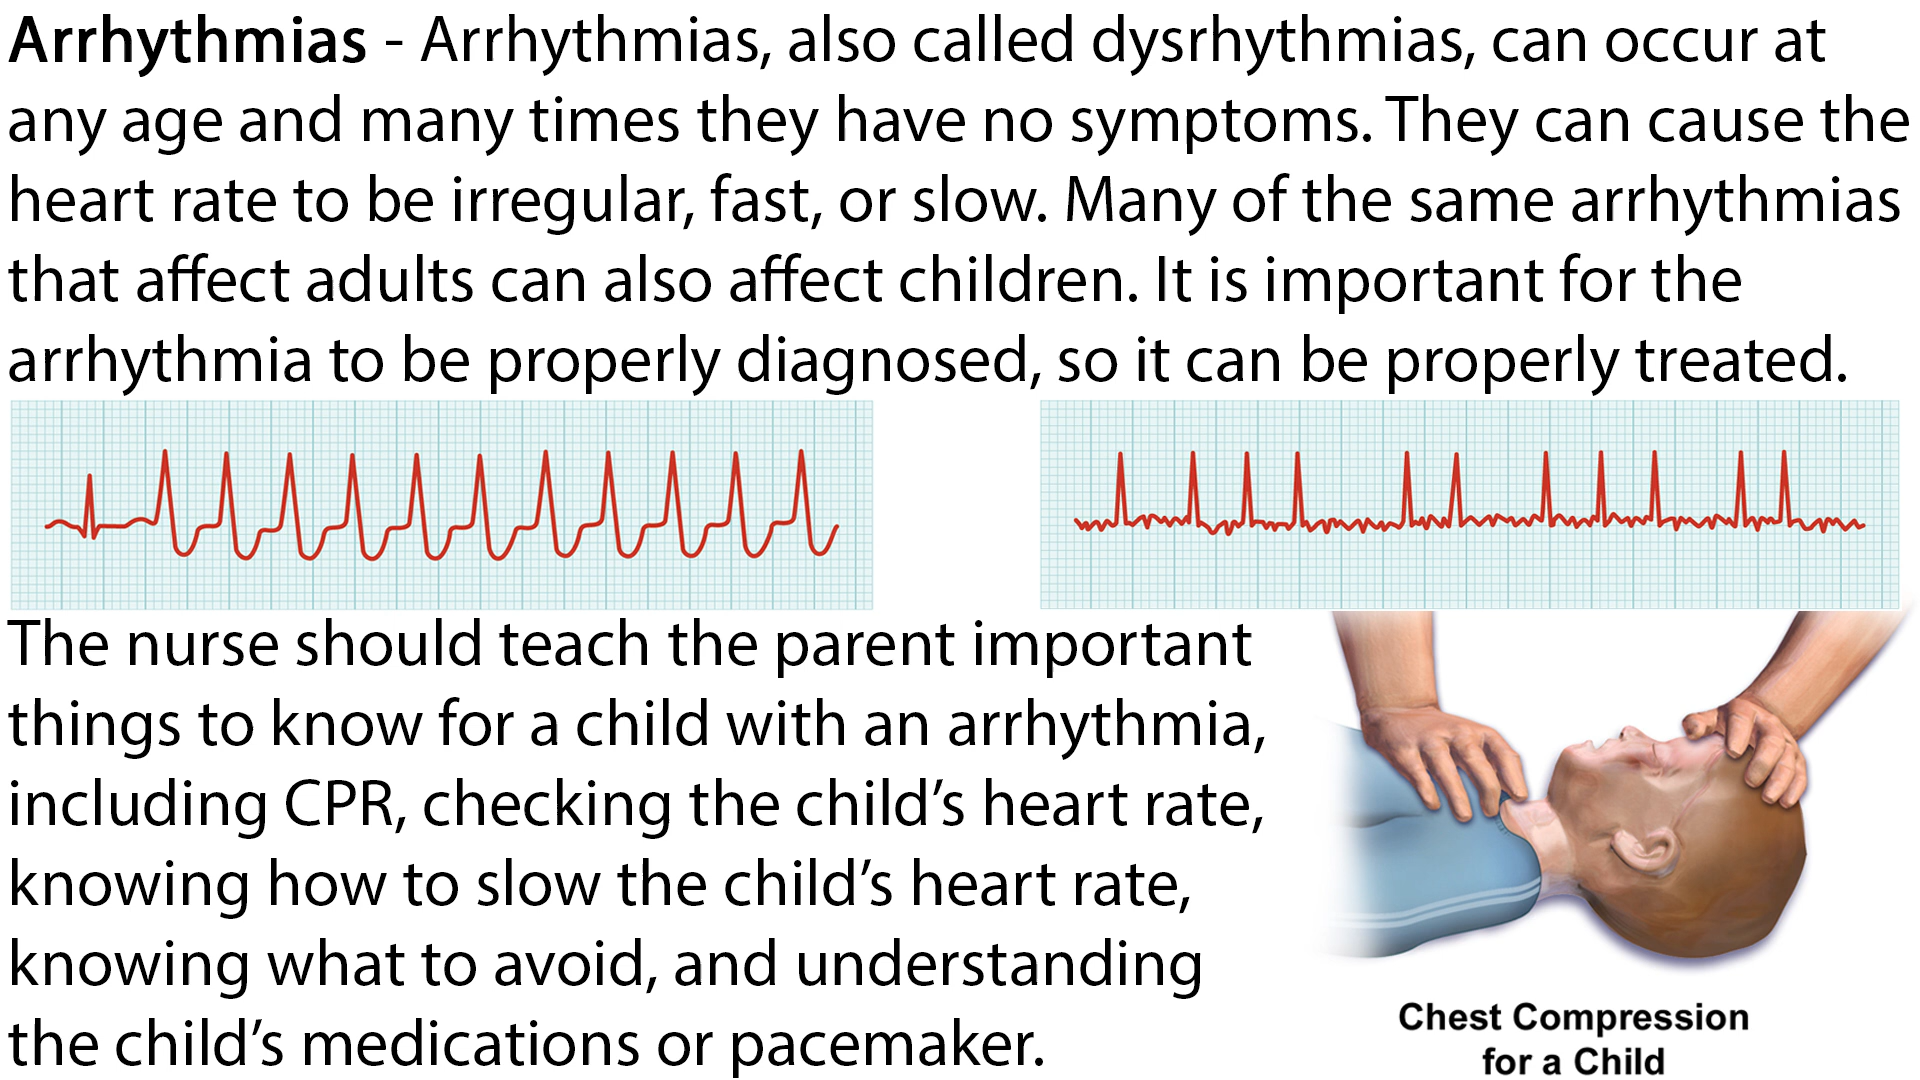 Arrhythmias - Arrhythmias, also called dysrhythmias, can occur at
any age and many times they have no symptoms. They can cause the
heart rate to be irregular, fast, or slow. Many of the same arrhythmias
that affect adults can also affect children. It is important for the
arrhythmia to be properly diagnosed, so it can be properly treated.
The nurse should teach the parent important
things to know for a child with an arrhythmia,
including CPR, checking the child’s heart rate,
knowing how to slow the child’s heart rate,
knowing what to avoid, and understanding
the child’s medications or pacemaker.
Chest Compression
for a Child